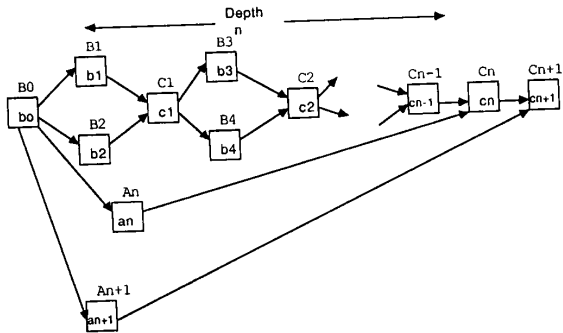 Depth
n
B0
bo
B1
b1
B2
b2
C1
c1
B3
b3
B4
b4
C2
c2
Cn-1
cn-1
Cn
cn
Cn+1
cn+1
An
an
An+1
an+1